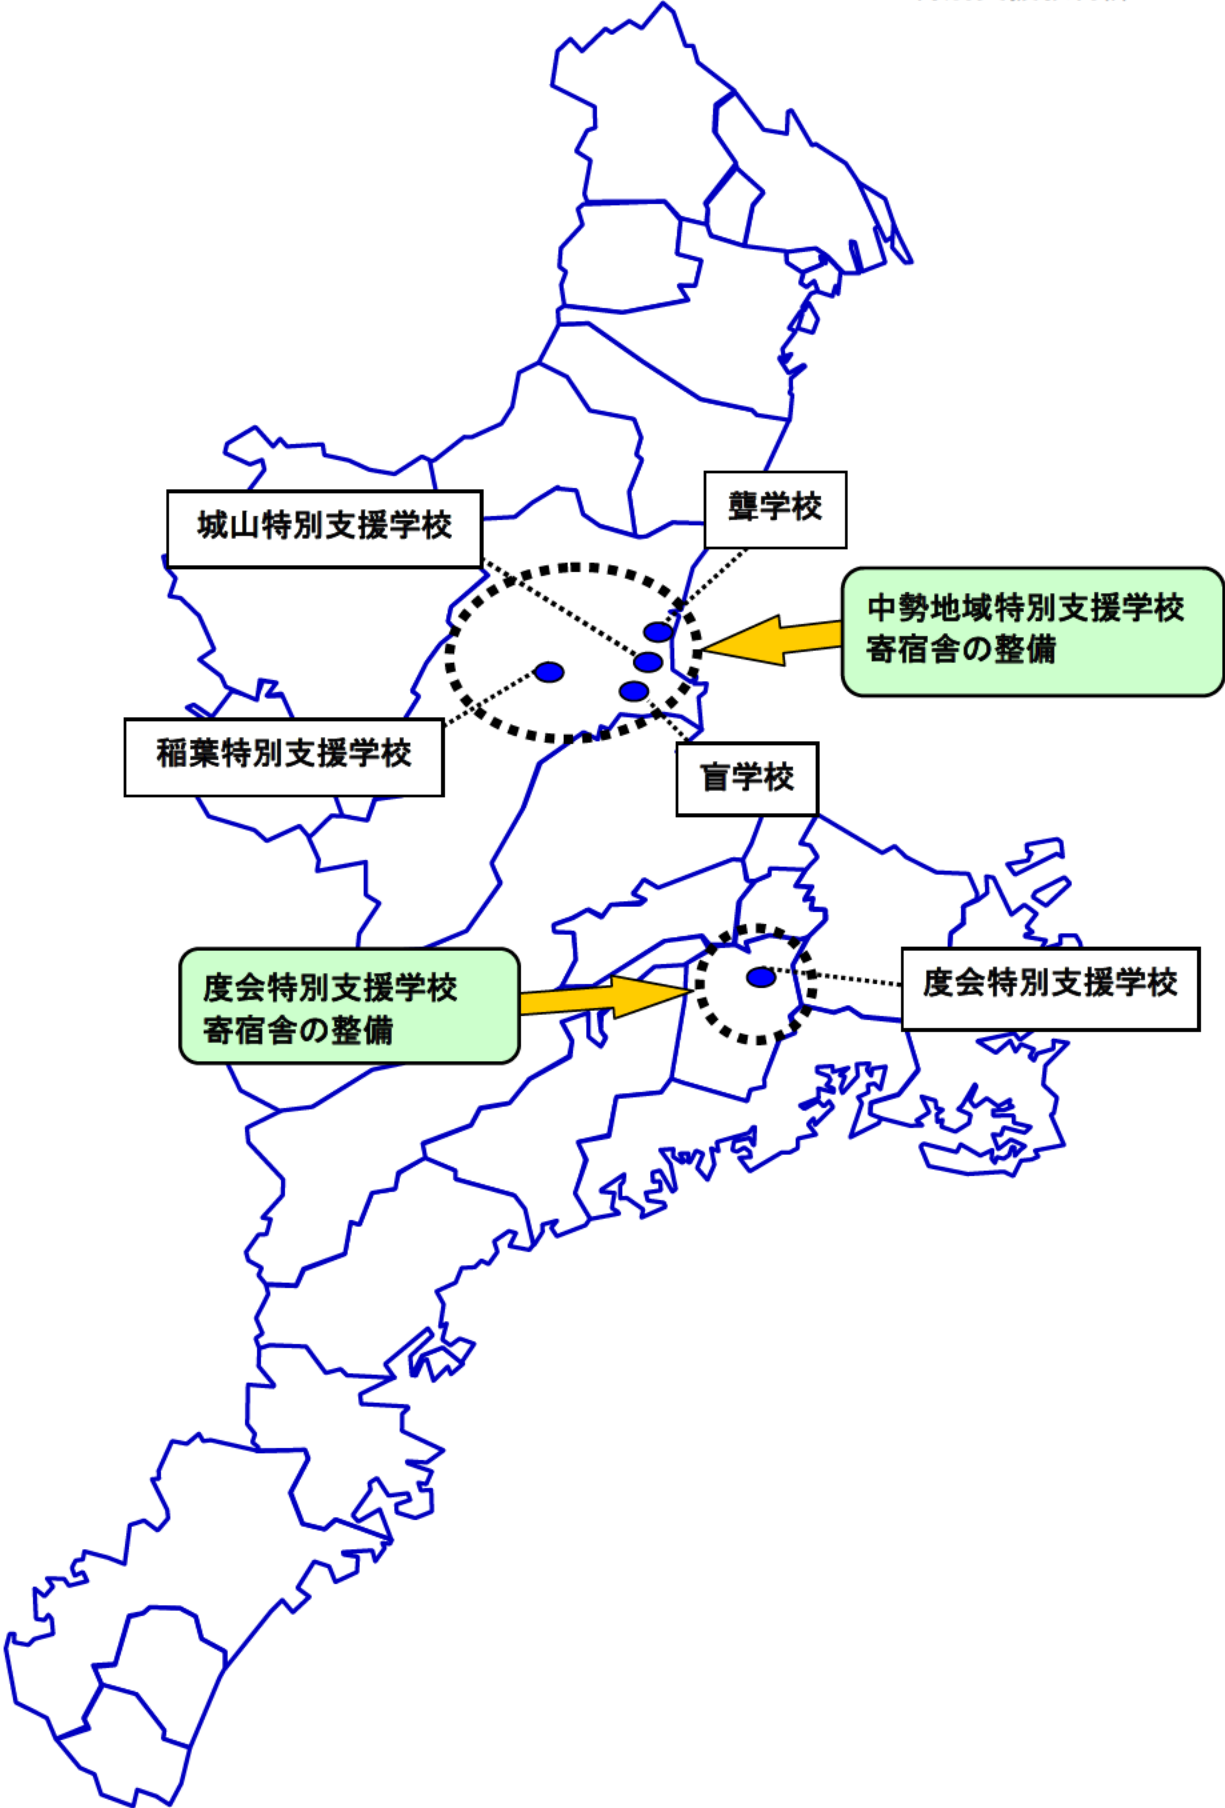 城山特別支援学校
聾学校
中勢地域特別支援学校
寄宿舎の整備
稲葉特別支援学校
盲学校
度会特別支援学校
寄宿舎の整備
度会特別支援学校